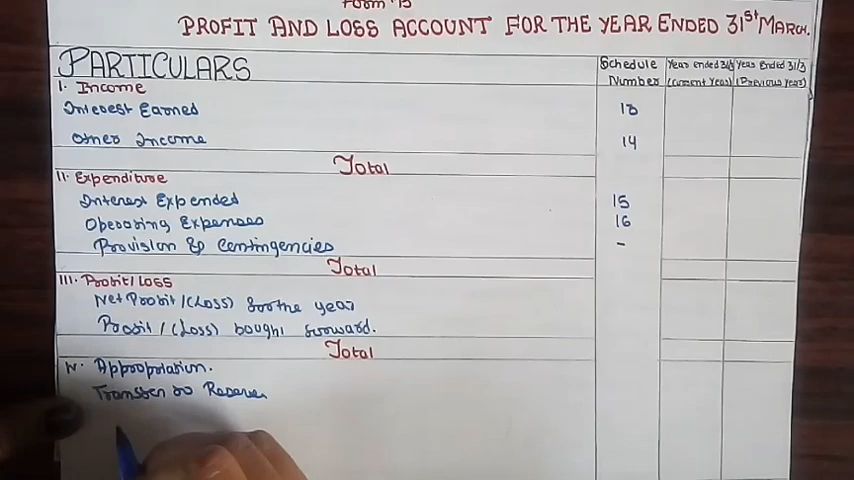 Form 'B'
PROFIT AND LOSS ACCOUNT FOR THE YEAR ENDED 31st MARCH.
PARTICULARS
Schedule Number
Year ended 31/3 (Current Year)
Year Ended 31/3 (Previous Year)
I. Income
Interest Earned 13
Other Income 14
Total
II. Expenditure
Interest Expended 15
Operating Expenses 16
Provision & Contingencies -
Total
III. Profit/Loss
Net Profit/(Loss) for the year
Profit/(Loss) bought forward.
Total
IV. Appropriation.
Transfer to Reserve